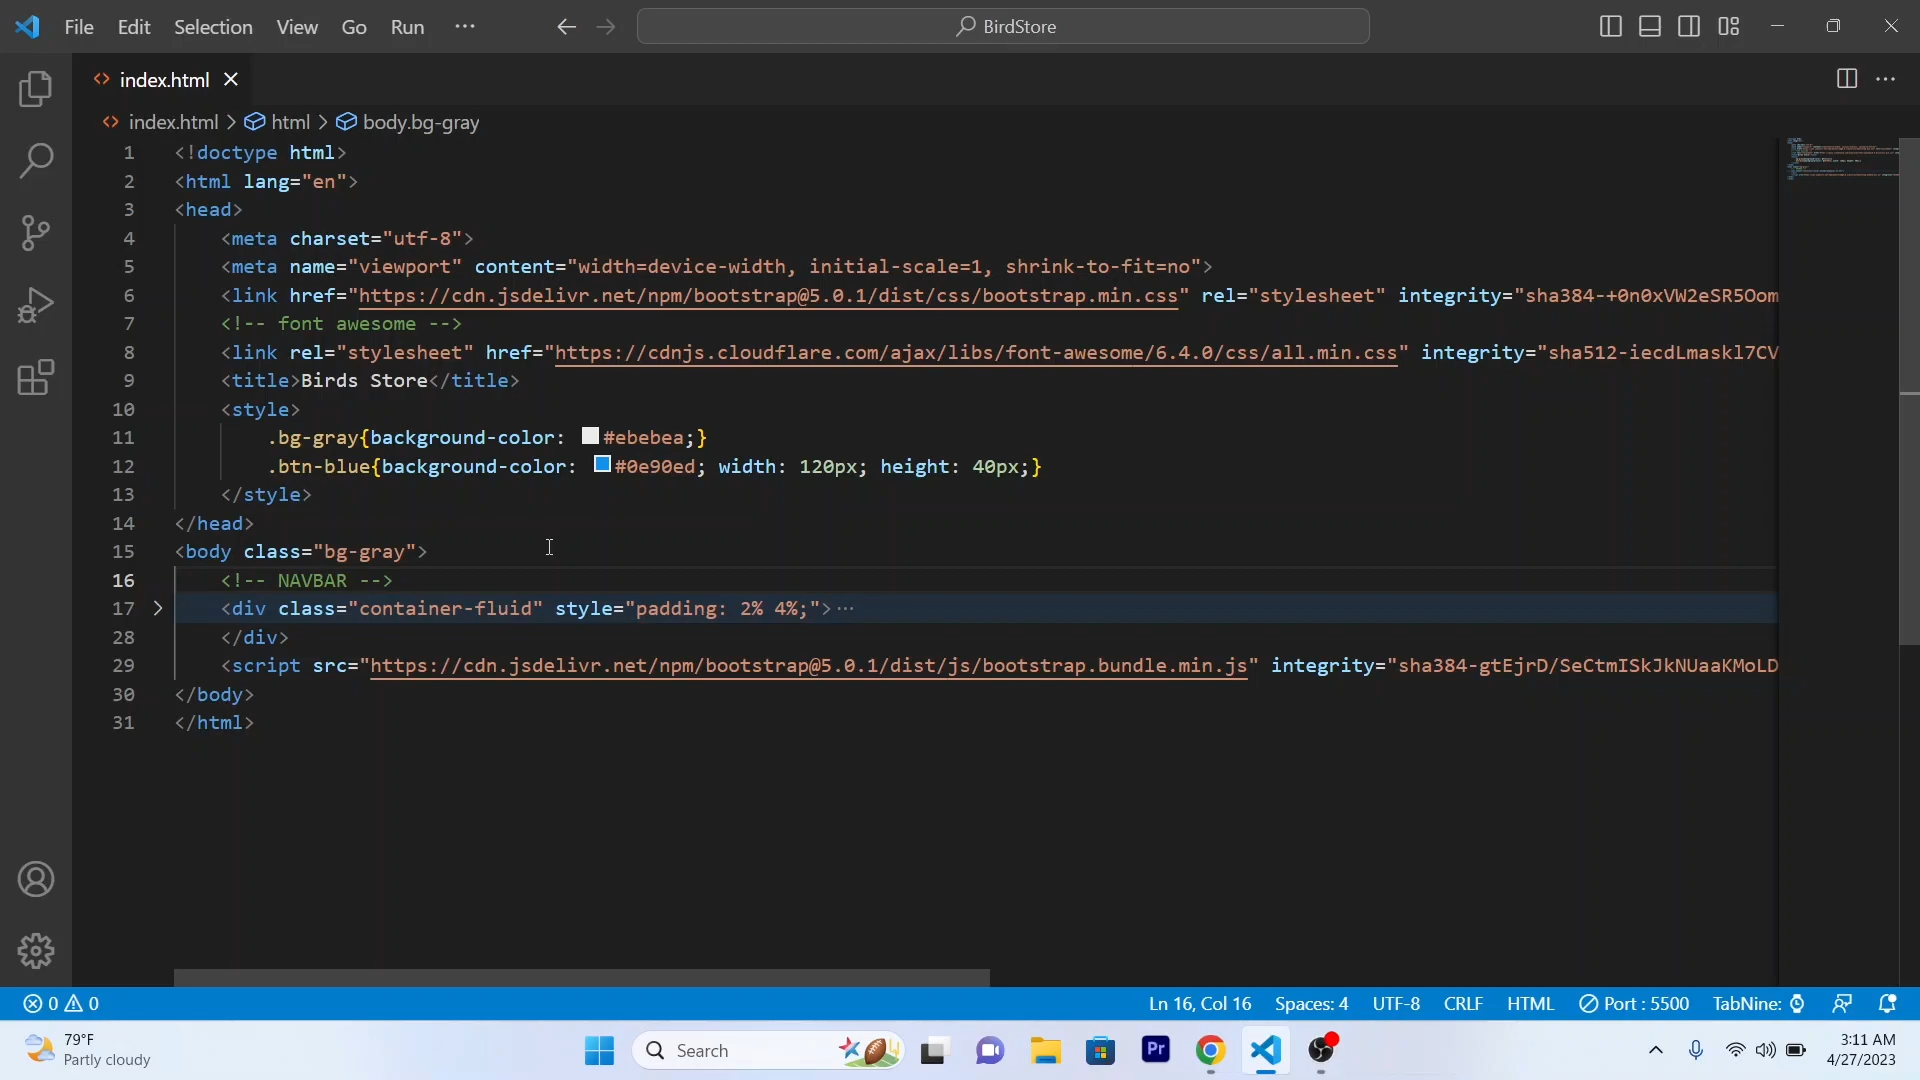 File Edit Selection View Go Run ··· BirdStore
index.html
index.html > html > body.bg-gray
1 <!doctype html>
2 <html lang="en">
3 <head>
4 <meta charset="utf-8">
5 <meta name="viewport" content="width=device-width, initial-scale=1, shrink-to-fit=no">
6 <link href="https://cdn.jsdelivr.net/npm/bootstrap@5.0.1/dist/css/bootstrap.min.css" rel="stylesheet" integrity="sha384-+0n0xVW2eSR5Oom
7 <!-- font awesome -->
8 <link rel="stylesheet" href="https://cdnjs.cloudflare.com/ajax/libs/font-awesome/6.4.0/css/all.min.css" integrity="sha512-iecdLmaskl7CV
9 <title>Birds Store</title>
10 <style>
11 .bg-gray{background-color: #ebebea;}
12 .btn-blue{background-color: #0e90ed; width: 120px; height: 40px;}
13 </style>
14 </head>
15 <body class="bg-gray">
16 <!-- NAVBAR -->
17 <div class="container-fluid" style="padding: 2% 4%;">···
28 </div>
29 <script src="https://cdn.jsdelivr.net/npm/bootstrap@5.0.1/dist/js/bootstrap.bundle.min.js" integrity="sha384-gtEjrD/SeCtmISkJkNUaaKMoLD
30 </body>
31 </html>
0 0 Ln 16, Col 16 Spaces: 4 UTF-8 CRLF HTML Port : 5500 TabNine:
79°F
Partly cloudy
Search
Pr
3:11 AM
4/27/2023